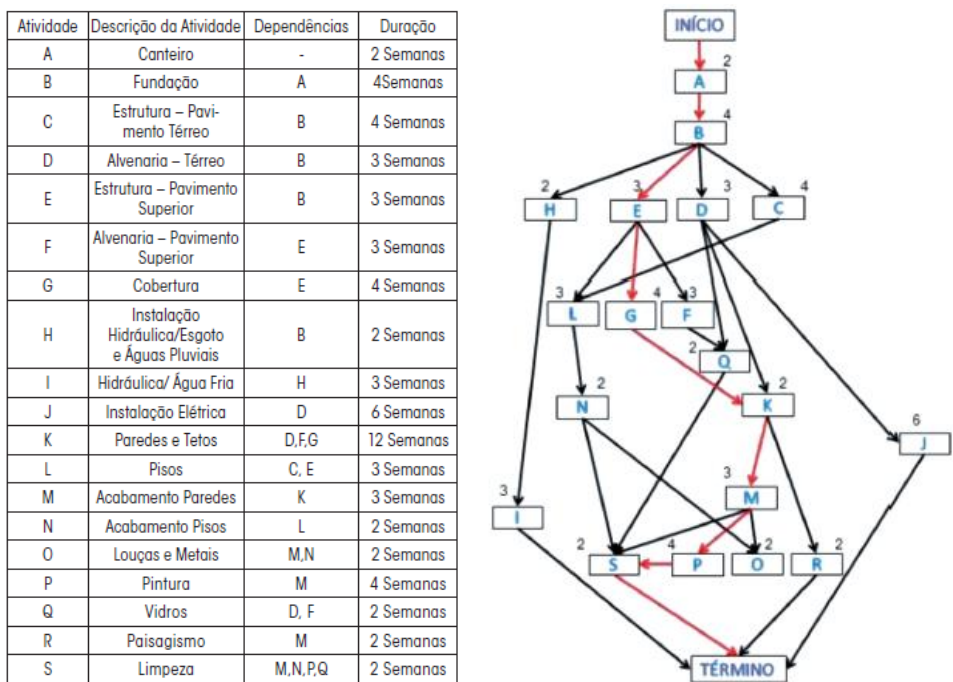 Atividade Descrição da Atividade Dependências Duração
A Canteiro - 2 Semanas
B Fundação A 4Semanas
C Estrutura – Pavi-
mento Térreo B 4 Semanas
D Alvenaria – Térreo B 3 Semanas
E Estrutura – Pavimento
Superior B 3 Semanas
F Alvenaria – Pavimento
Superior E 3 Semanas
G Cobertura E 4 Semanas
H Instalação
Hidráulica/Esgoto
e Águas Pluviais B 2 Semanas
I Hidráulica/ Água Fria H 3 Semanas
J Instalação Elétrica D 6 Semanas
K Paredes e Tetos D,F,G 12 Semanas
L Pisos C, E 3 Semanas
M Acabamento Paredes K 3 Semanas
N Acabamento Pisos L 2 Semanas
O Louças e Metais M,N 2 Semanas
P Pintura M 4 Semanas
Q Vidros D, F 2 Semanas
R Paisagismo M 2 Semanas
S Limpeza M,N,P,Q 2 Semanas
INÍCIO
2
A
4
B
2 3 3 4
H E D C
3 4 3
L G F
2
Q
2 2
N K
6
J
3
M
3
I
2 4 2 2
S P O R
TÉRMINO